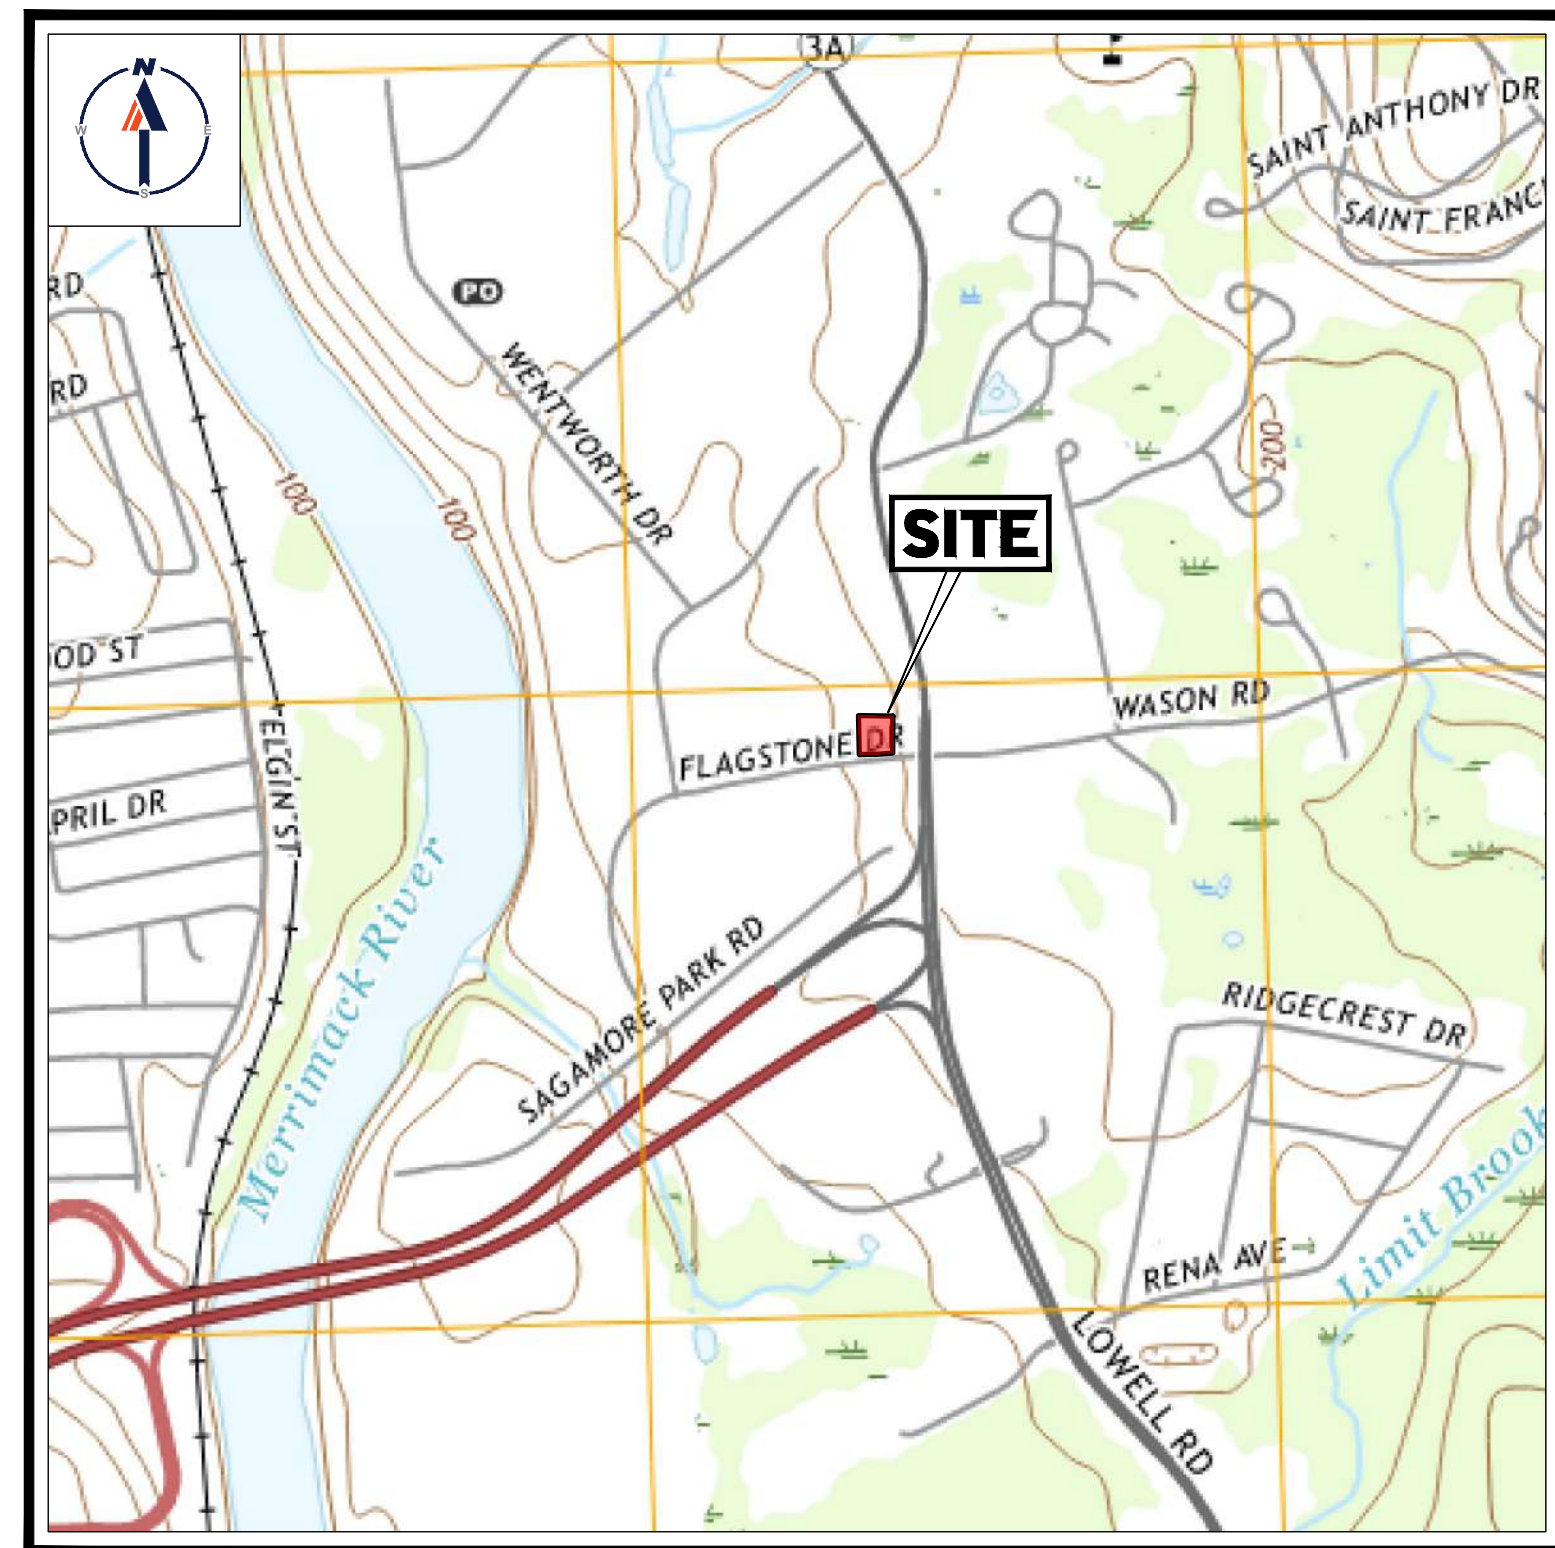 N
W
E
S
3A
SAINT ANTHONY DR
SAINT FRANC
RD
PO
WENTWORTH DR
RD
200
100
100
SITE
OOD ST
WASON RD
FLAGSTONE DR
ELGIN ST
PRIL DR
Merrimack River
SAGAMORE PARK RD
RIDGECREST DR
Limit Brook
RENA AVE
LOWELL RD